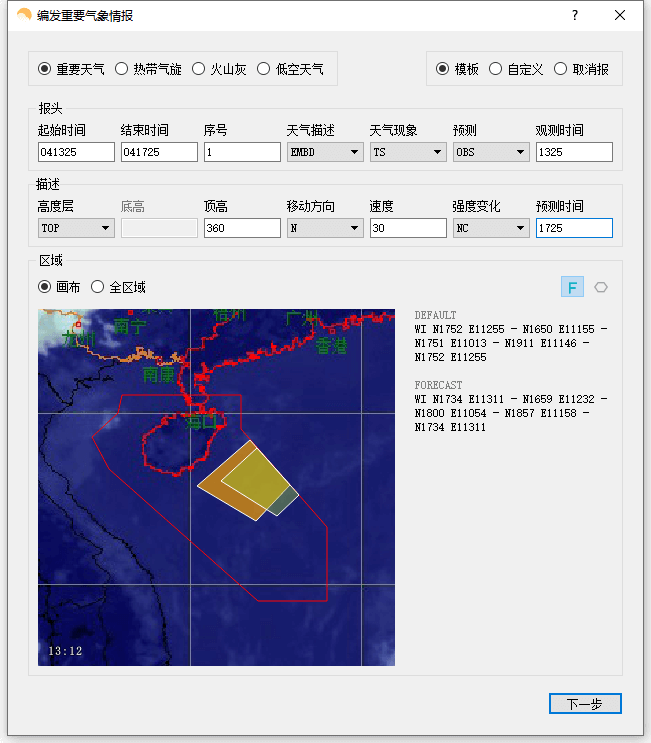 编发重要气象情报
?
重要天气 热带气旋 火山灰 低空天气 模板 自定义 取消报
报头
起始时间 结束时间 序号 天气描述 天气现象 预测 观测时间
041325 041725 1 EMBD TS OBS 1325
描述
高度层 底高 顶高 移动方向 速度 强度变化 预测时间
TOP 360 N 30 NC 1725
区域
画布 全区域 F
DEFAULT
WI N1752 E11255 - N1650 E11155 -
N1751 E11013 - N1911 E11146 -
N1752 E11255
FORECAST
WI N1734 E11311 - N1659 E11232 -
N1800 E11054 - N1857 E11158 -
N1734 E11311
梧州 广州
南宁
龙州 香港
南康
海口
13:12
下一步